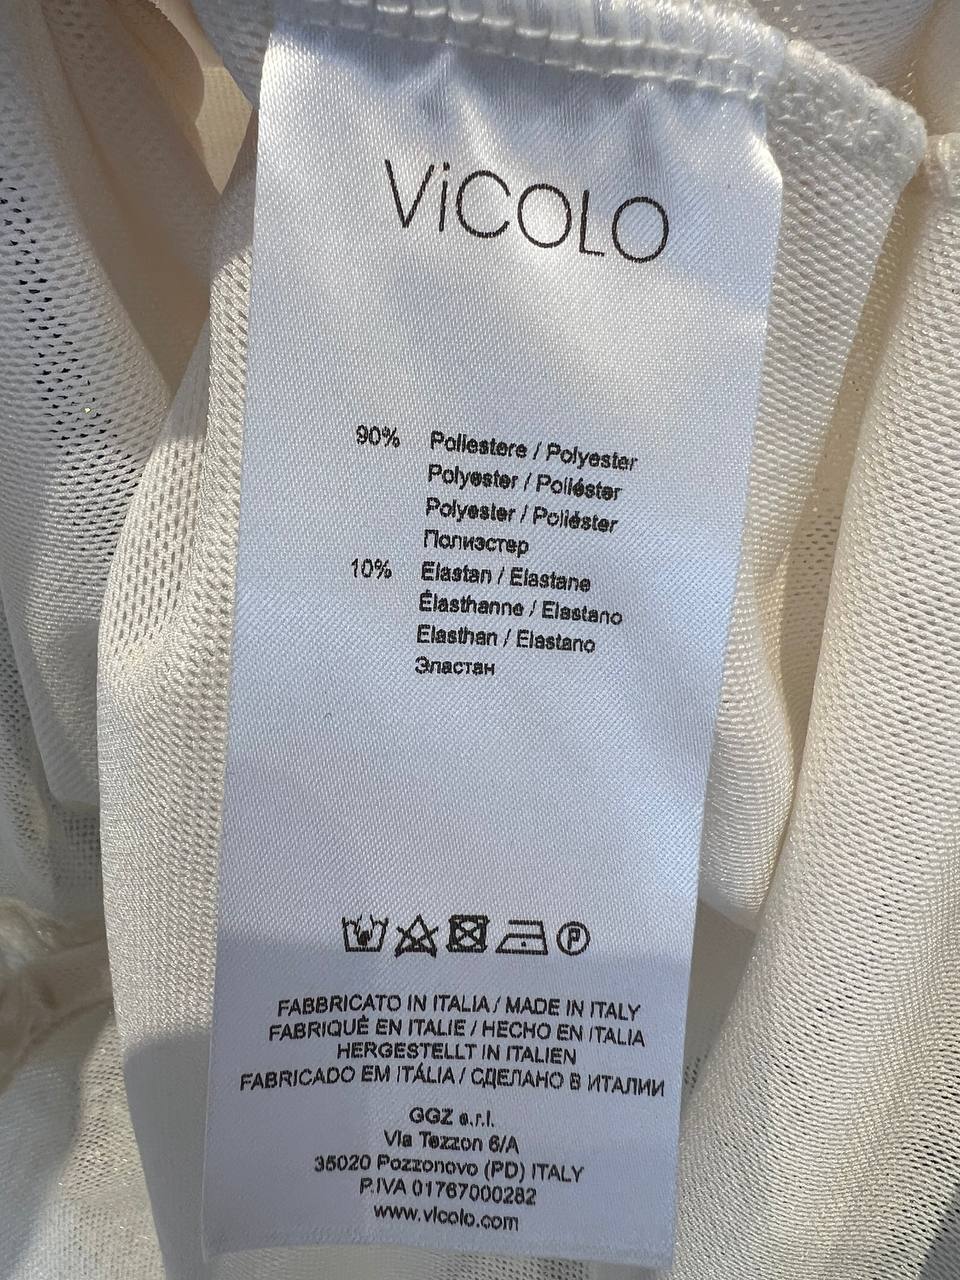 ViCOLO
90% Poliestere / Polyester
Polyester / Poliéster
Polyester / Poliéster
Полиэстер
10% Elastan / Elastane
Élasthanne / Elastano
Elasthan / Elastano
Эластан
P
FABBRICATO IN ITALIA / MADE IN ITALY
FABRIQUÉ EN ITALIE / HECHO EN ITALIA
HERGESTELLT IN ITALIEN
FABRICADO EM ITÁLIA / СДЕЛАНО В ИТАЛИИ
GGZ s.r.l.
Via Tezzon 6/A
35020 Pozzonovo (PD) ITALY
P.IVA 01767000282
www.vicolo.com